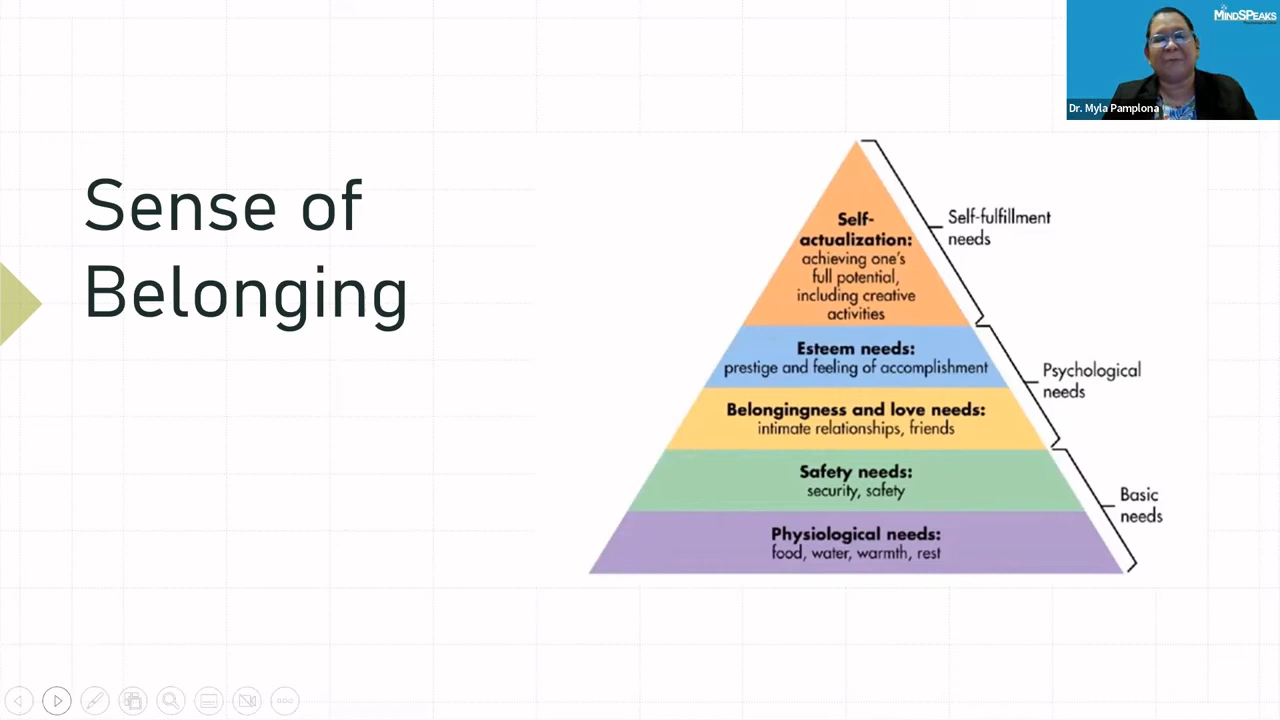 MINDSPEAKS
Dr. Myla Pamplona
Sense of
Belonging
Self-
actualization:
achieving one's
full potential,
including creative
activities
Self-fulfillment
needs
Esteem needs:
prestige and feeling of accomplishment
Psychological
needs
Belongingness and love needs:
intimate relationships, friends
Safety needs:
security, safety
Basic
needs
Physiological needs:
food, water, warmth, rest